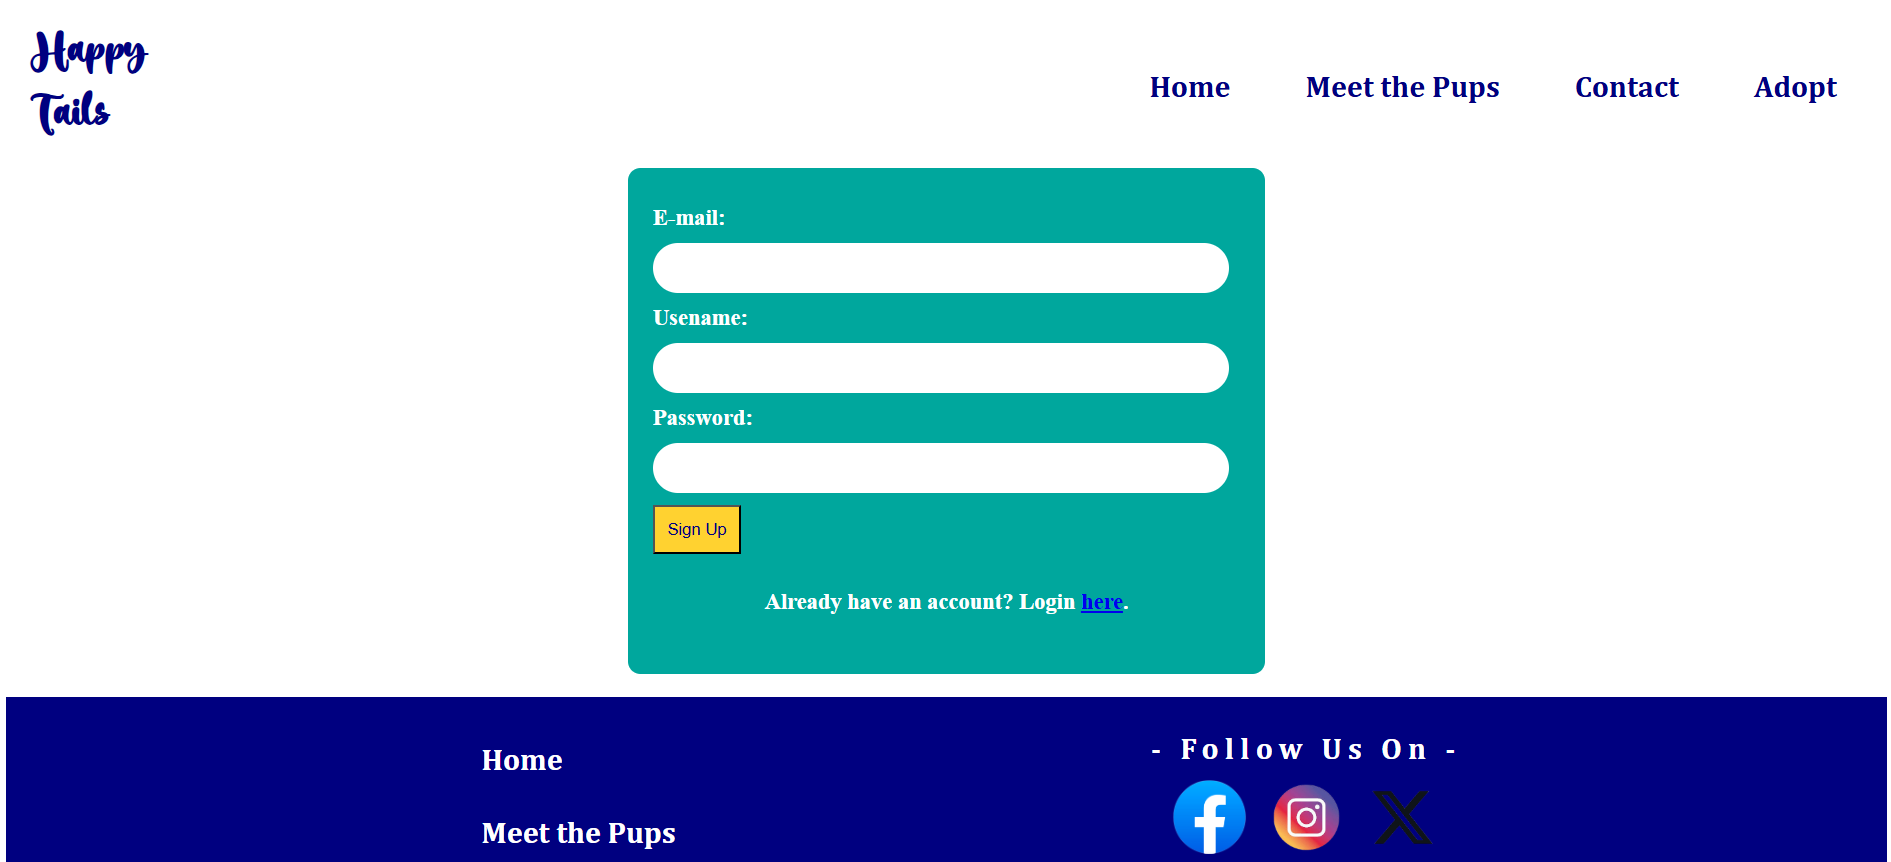 Happy
Tails
Home Meet the Pups Contact Adopt
E-mail:
Usename:
Password:
Sign Up
Already have an account? Login here.
- Follow Us On -
Home
Meet the Pups